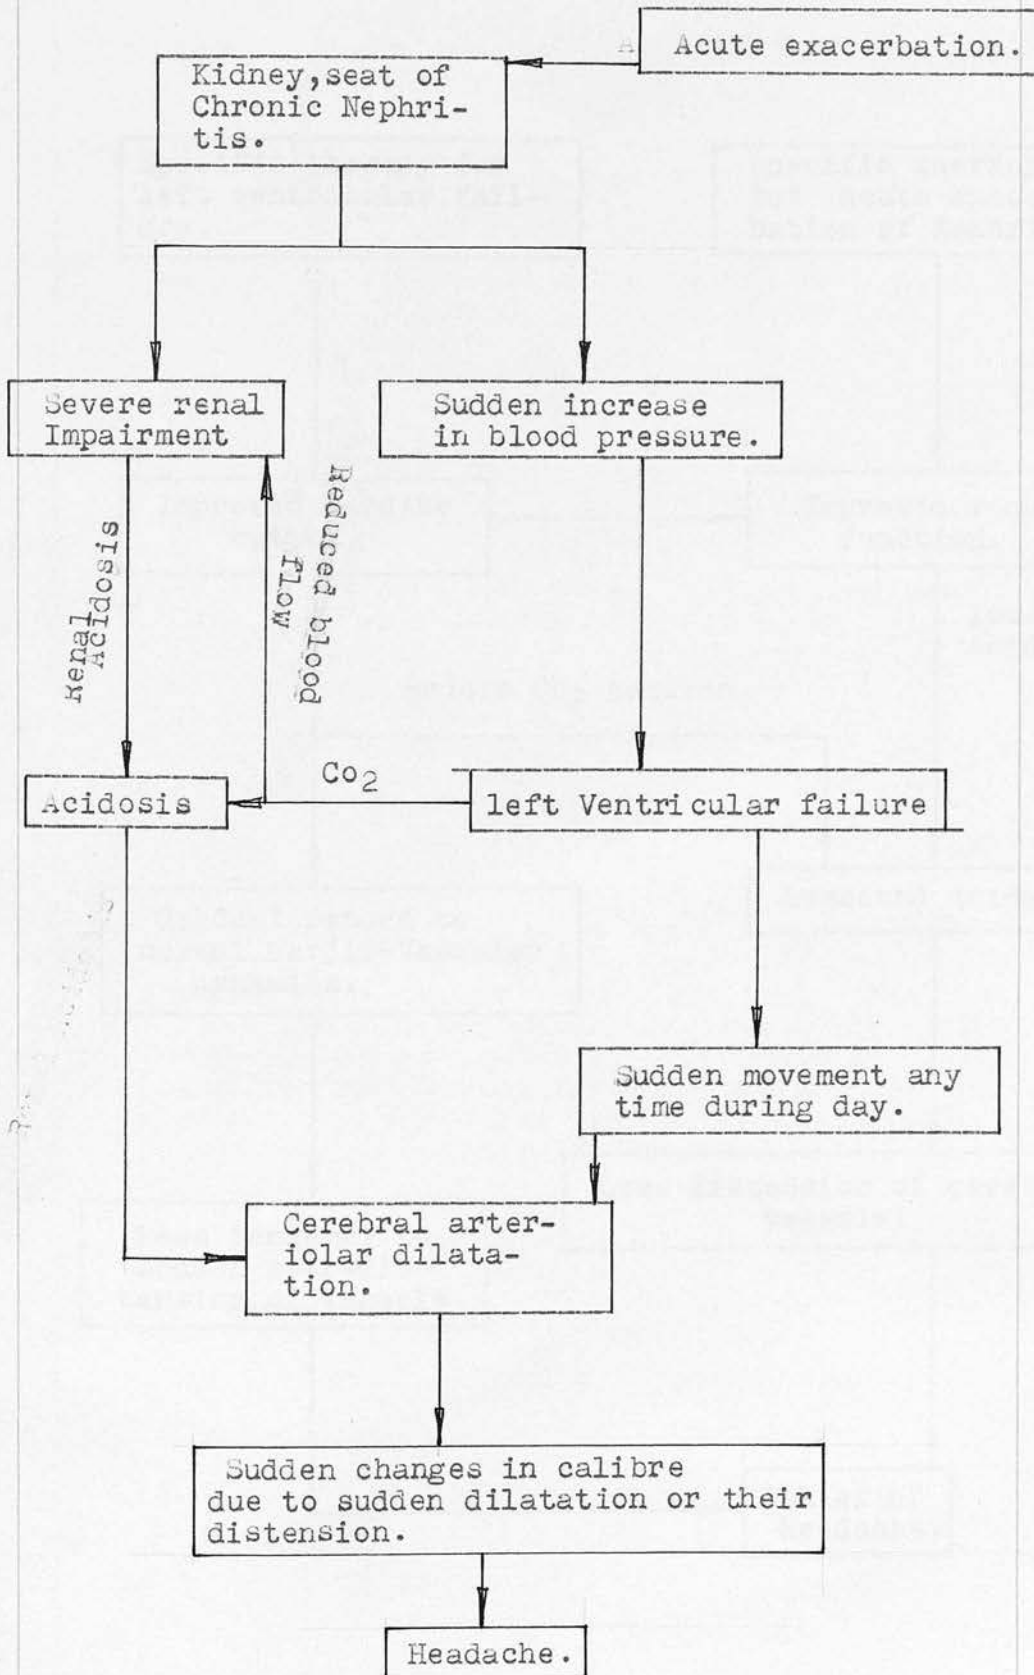 Acute exacerbation.
Kidney,seat of
Chronic Nephri-
tis.
Severe renal
Impairment
Sudden increase
in blood pressure.
Renal
Acidosis
Reduced blood
flow
Co2
Acidosis
left Ventricular failure
Sudden movement any
time during day.
Cerebral arter-
iolar dilata-
tion.
Sudden changes in calibre
due to sudden dilatation or their
distension.
Headache.